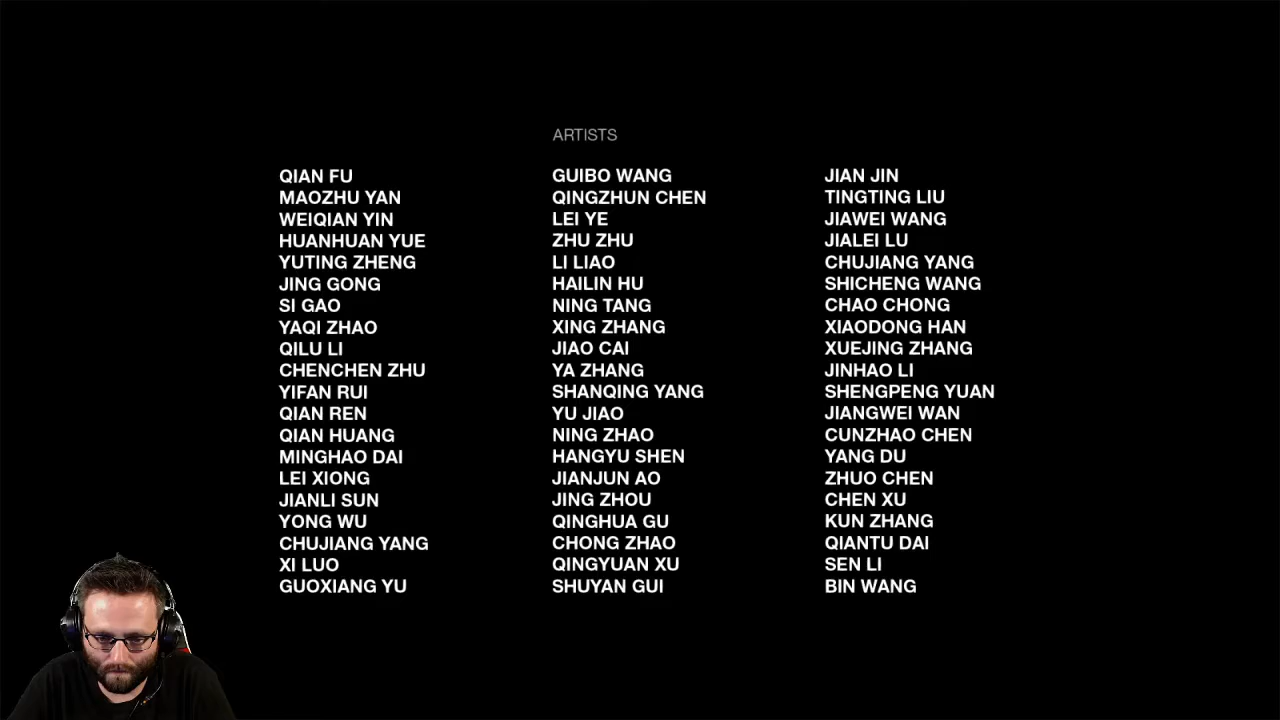 ARTISTS
QIAN FU
MAOZHU YAN
WEIQIAN YIN
HUANHUAN YUE
YUTING ZHENG
JING GONG
SI GAO
YAQI ZHAO
QILU LI
CHENCHEN ZHU
YIFAN RUI
QIAN REN
QIAN HUANG
MINGHAO DAI
LEI XIONG
JIANLI SUN
YONG WU
CHUJIANG YANG
XI LUO
GUOXIANG YU
GUIBO WANG
QINGZHUN CHEN
LEI YE
ZHU ZHU
LI LIAO
HAILIN HU
NING TANG
XING ZHANG
JIAO CAI
YA ZHANG
SHANQING YANG
YU JIAO
NING ZHAO
HANGYU SHEN
JIANJUN AO
JING ZHOU
QINGHUA GU
CHONG ZHAO
QINGYUAN XU
SHUYAN GUI
JIAN JIN
TINGTING LIU
JIAWEI WANG
JIALEI LU
CHUJIANG YANG
SHICHENG WANG
CHAO CHONG
XIAODONG HAN
XUEJING ZHANG
JINHAO LI
SHENGPENG YUAN
JIANGWEI WAN
CUNZHAO CHEN
YANG DU
ZHUO CHEN
CHEN XU
KUN ZHANG
QIANTU DAI
SEN LI
BIN WANG